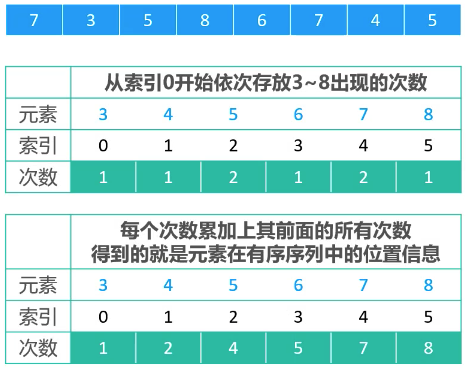 7 3 5 8 6 7 4 5
从索引0开始依次存放3~8出现的次数
元素 3 4 5 6 7 8
索引 0 1 2 3 4 5
次数 1 1 2 1 2 1
每个次数累加上其前面的所有次数
得到的就是元素在有序序列中的位置信息
元素 3 4 5 6 7 8
索引 0 1 2 3 4 5
次数 1 2 4 5 7 8